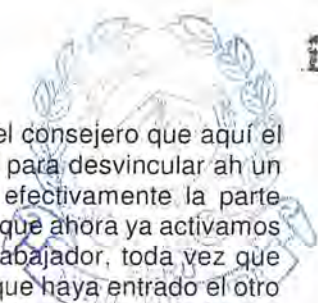 el consejero que aquí el
para desvincular ah un
efectivamente la parte
que ahora ya activamos
abajador, toda vez que
que haya entrado el otro